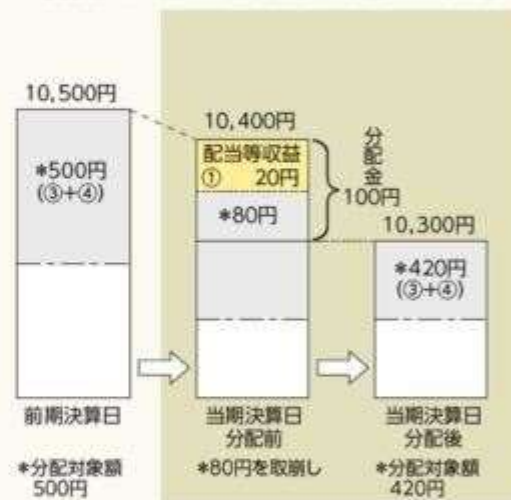 10,500円
*500円
(③+④)
前期決算日
*分配対象額
500円
10,400円
配当等収益
① 20円
*80円
分配金
100円
当期決算日
分配前
*80円を取崩し
10,300円
*420円
(③+④)
当期決算日
分配後
*分配対象額
420円